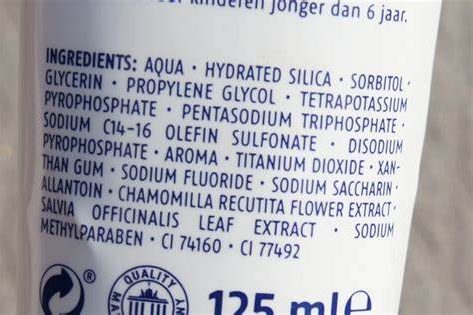 kinderen jonger dan 6 jaar.
INGREDIENTS: AQUA · HYDRATED SILICA · SORBITOL ·
GLYCERIN · PROPYLENE GLYCOL · TETRAPOTASSIUM
PYROPHOSPHATE · PENTASODIUM TRIPHOSPHATE ·
SODIUM C14-16 OLEFIN SULFONATE · DISODIUM
PYROPHOSPHATE · AROMA · TITANIUM DIOXIDE · XAN-
THAN GUM · SODIUM FLUORIDE · SODIUM SACCHARIN ·
ALLANTOIN · CHAMOMILLA RECUTITA FLOWER EXTRACT ·
SALVIA OFFICINALIS LEAF EXTRACT · SODIUM
METHYLPARABEN · CI 74160 · CI 77492
®
QUALITY
125 ml e